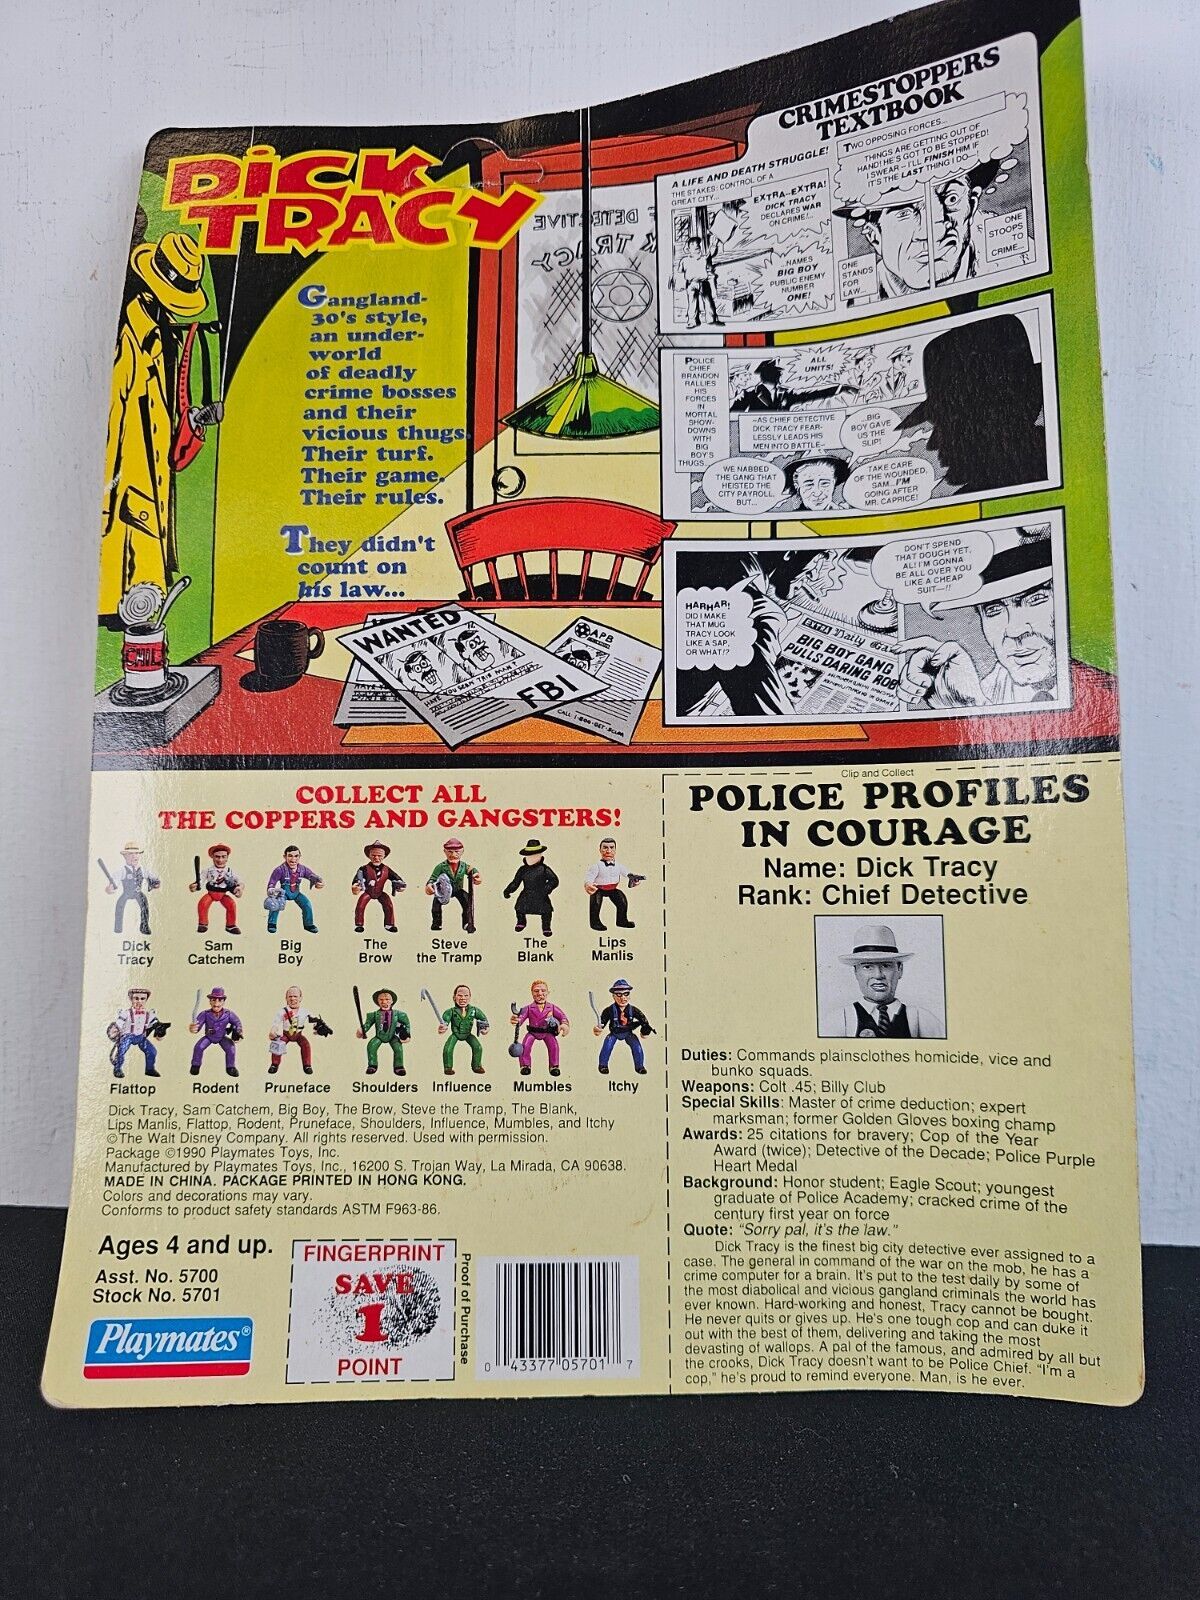 DICK
TRACY
Gangland-
30's style,
an under-
world
of deadly
crime bosses
and their
vicious thugs.
Their turf.
Their game.
Their rules.
They didn't
count on
his law...
DETECTIVE
K TRACY
CHIL
WANTED
HAVE YOU SEEN THIS MAN?
FBI
APB
CALL 1-800-GET-SCUM
CRIMESTOPPERS
TEXTBOOK
A LIFE AND DEATH STRUGGLE!
THE STAKES: CONTROL OF A
GREAT CITY...
EXTRA--EXTRA!
DICK TRACY
DECLARES WAR
ON CRIME!...
...NAMES
BIG BOY
PUBLIC ENEMY
NUMBER
ONE!
TWO OPPOSING FORCES...
THINGS ARE GETTING OUT OF
HAND! HE'S GOT TO BE STOPPED!
I SWEAR -- I'LL FINISH HIM IF
IT'S THE LAST THING I DO--!
ONE
STANDS
FOR
LAW...
ONE
STOOPS
TO
CRIME...
POLICE
CHIEF
BRANDON
RALLIES
HIS
FORCES
IN
MORTAL
SHOW-
DOWNS
WITH
BIG
BOY'S
THUGS...
ALL
UNITS!
--AS CHIEF DETECTIVE
DICK TRACY FEAR-
LESSLY LEADS HIS
MEN INTO BATTLE--
...BIG
BOY GAVE
US THE
SLIP!
WE NABBED
THE GANG THAT
HEISTED THE
CITY PAYROLL,
BUT...
TAKE CARE
OF THE WOUNDED,
SAM...I'M
GOING AFTER
MR. CAPRICE!
HARHAR!
DID I MAKE
THAT MUG
TRACY LOOK
LIKE A SAP,
OR WHAT!?
EXTRA Daily
BIG BOY GANG
PULLS DARING ROB
DON'T SPEND
THAT DOUGH YET,
AL! I'M GONNA
BE ALL OVER YOU
LIKE A CHEAP
SUIT--!!
COLLECT ALL
THE COPPERS AND GANGSTERS!
Dick
Tracy
Sam
Catchem
Big
Boy
The
Brow
Steve
the Tramp
The
Blank
Lips
Manlis
Flattop
Rodent
Pruneface
Shoulders
Influence
Mumbles
Itchy
Dick Tracy, Sam Catchem, Big Boy, The Brow, Steve the Tramp, The Blank,
Lips Manlis, Flattop, Rodent, Pruneface, Shoulders, Influence, Mumbles, and Itchy
©The Walt Disney Company. All rights reserved. Used with permission.
Package ©1990 Playmates Toys, Inc.
Manufactured by Playmates Toys, Inc., 16200 S. Trojan Way, La Mirada, CA 90638.
MADE IN CHINA. PACKAGE PRINTED IN HONG KONG.
Colors and decorations may vary.
Conforms to product safety standards ASTM F963-86.
Ages 4 and up.
Asst. No. 5700
Stock No. 5701
Playmates®
FINGERPRINT
SAVE
1
POINT
Proof of Purchase
0 43377 05701 7
Clip and Collect
POLICE PROFILES
IN COURAGE
Name: Dick Tracy
Rank: Chief Detective
Duties: Commands plainsclothes homicide, vice and
bunko squads.
Weapons: Colt .45; Billy Club
Special Skills: Master of crime deduction; expert
marksman; former Golden Gloves boxing champ
Awards: 25 citations for bravery; Cop of the Year
Award (twice); Detective of the Decade; Police Purple
Heart Medal
Background: Honor student; Eagle Scout; youngest
graduate of Police Academy; cracked crime of the
century first year on force
Quote: "Sorry pal, it's the law."
Dick Tracy is the finest big city detective ever assigned to a
case. The general in command of the war on the mob, he has a
crime computer for a brain. It's put to the test daily by some of
the most diabolical and vicious gangland criminals the world has
ever known. Hard-working and honest, Tracy cannot be bought.
He never quits or gives up. He's one tough cop and can duke it
out with the best of them, delivering and taking the most
devasting of wallops. A pal of the famous, and admired by all but
the crooks, Dick Tracy doesn't want to be Police Chief. "I'm a
cop," he's proud to remind everyone. Man, is he ever.